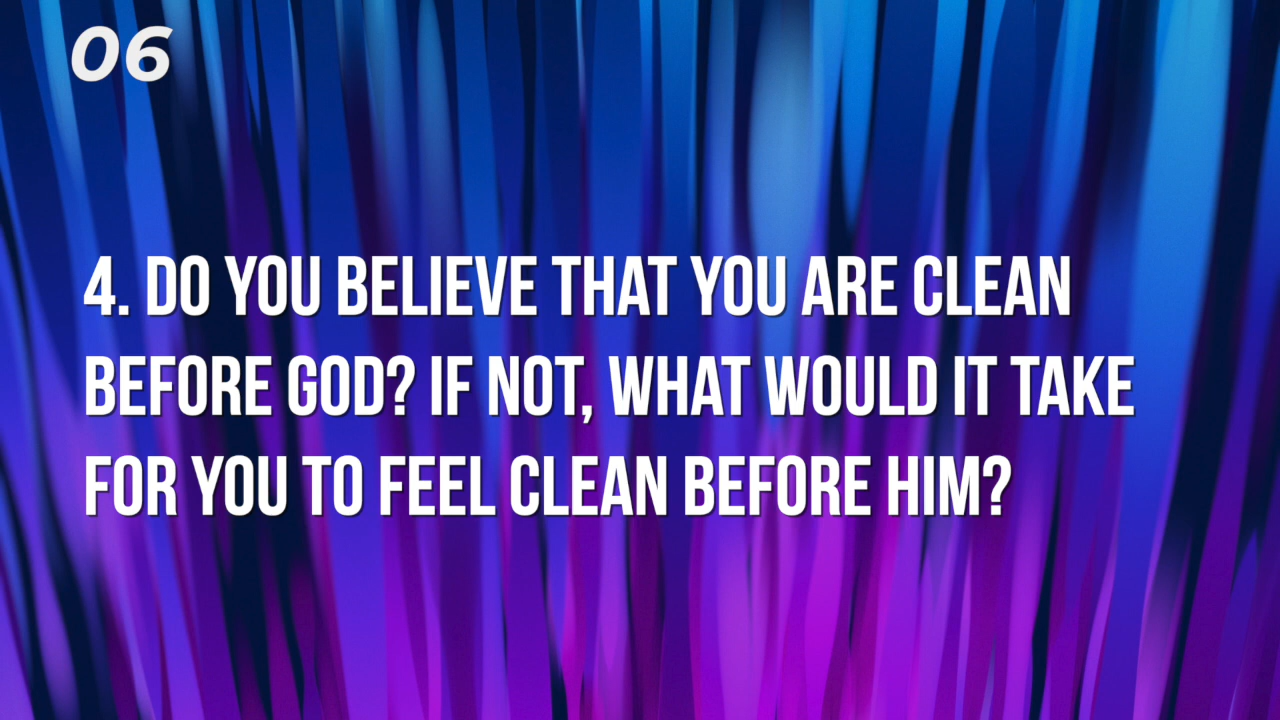 06
4. DO YOU BELIEVE THAT YOU ARE CLEAN
BEFORE GOD? IF NOT, WHAT WOULD IT TAKE
FOR YOU TO FEEL CLEAN BEFORE HIM?